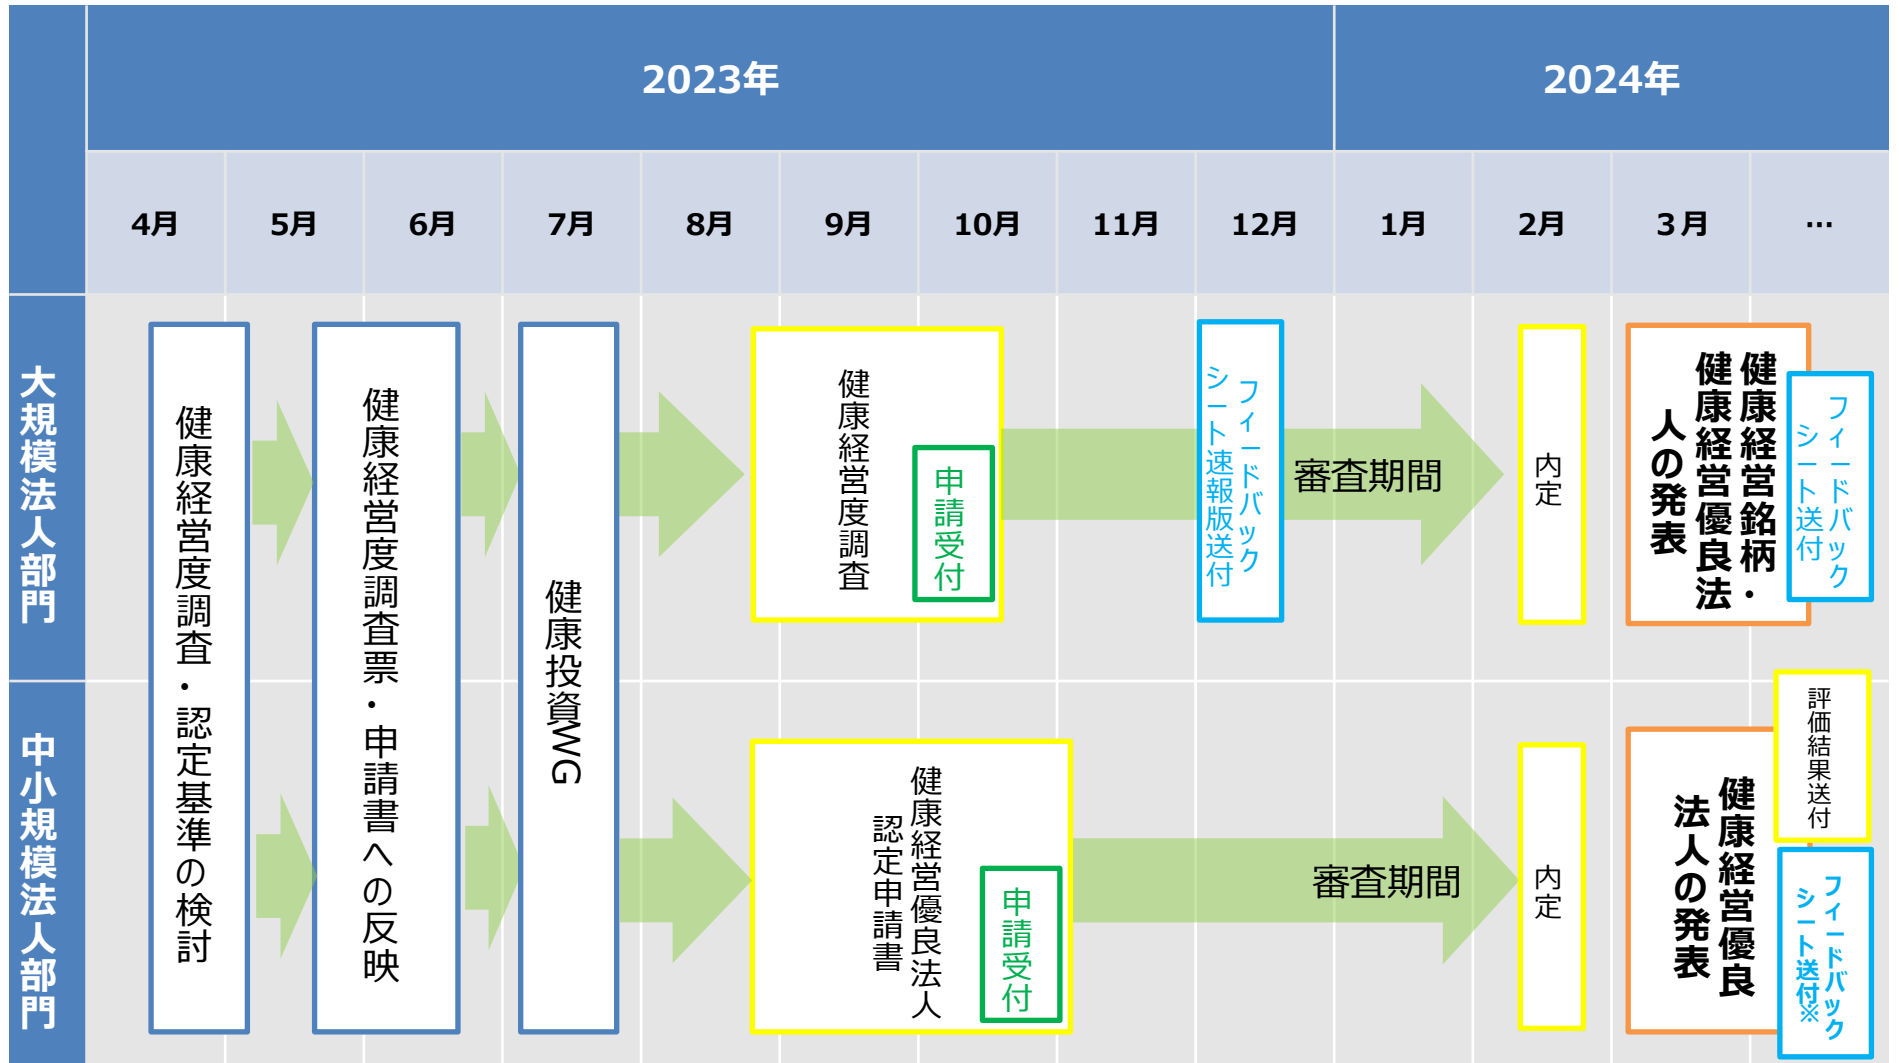 2023年
2024年
4月
5月
6月
7月
8月
9月
10月
11月
12月
1月
2月
３月
…
大規模法人部門
中小規模法人部門
健康経営度調査・認定基準の検討
健康経営度調査票・申請書への反映
健康投資WG
健康経営度調査
申請受付
フィードバック
シート速報版送付
審査期間
内定
健康経営銘柄・
健康経営優良法
人の発表
フィードバック
シート送付
健康経営優良法人
認定申請書
申請受付
審査期間
内定
健康経営優良
法人の発表
評価結果送付
フィードバック
シート送付※